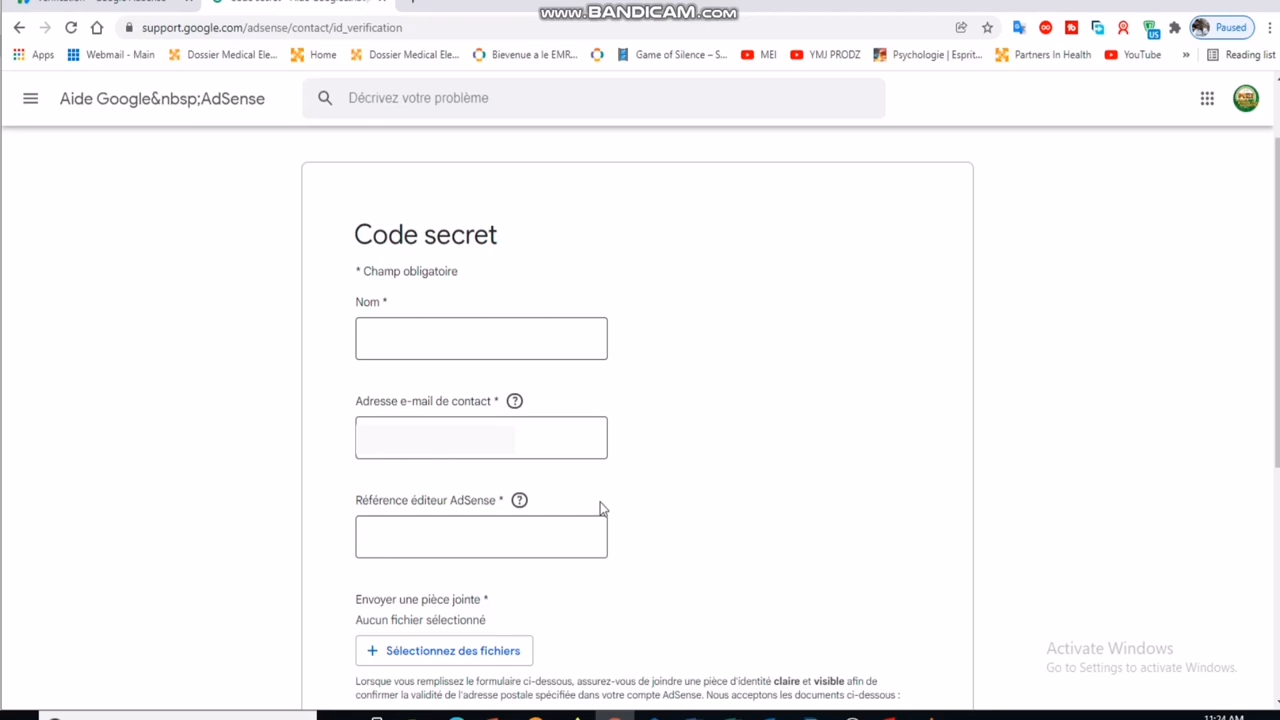 www.BANDICAM.com
support.google.com/adsense/contact/id_verification
Paused
Apps
Webmail - Main
Dossier Medical Ele...
Home
Dossier Medical Ele...
Bievenue a le EMR...
Game of Silence – S...
MEI
YMJ PRODZ
Psychologie | Esprit...
Partners In Health
YouTube
»
Reading list
Aide Google&nbsp;AdSense
Décrivez votre problème
Code secret
* Champ obligatoire
Nom *
Adresse e-mail de contact *
Référence éditeur AdSense *
Envoyer une pièce jointe *
Aucun fichier sélectionné
+ Sélectionnez des fichiers
Lorsque vous remplissez le formulaire ci-dessous, assurez-vous de joindre une pièce d'identité claire et visible afin de
confirmer la validité de l'adresse postale spécifiée dans votre compte AdSense. Nous acceptons les documents ci-dessous :
Activate Windows
Go to Settings to activate Windows.